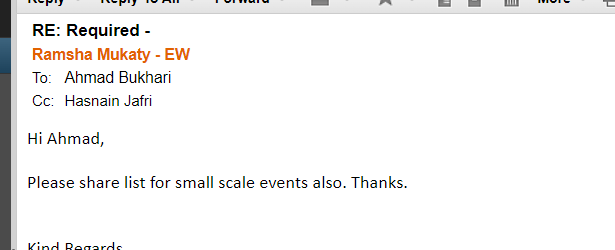 Reply Reply To All Forward More
RE: Required -
Ramsha Mukaty - EW
To: Ahmad Bukhari
Cc: Hasnain Jafri
Hi Ahmad,
Please share list for small scale events also. Thanks.
Kind Regards